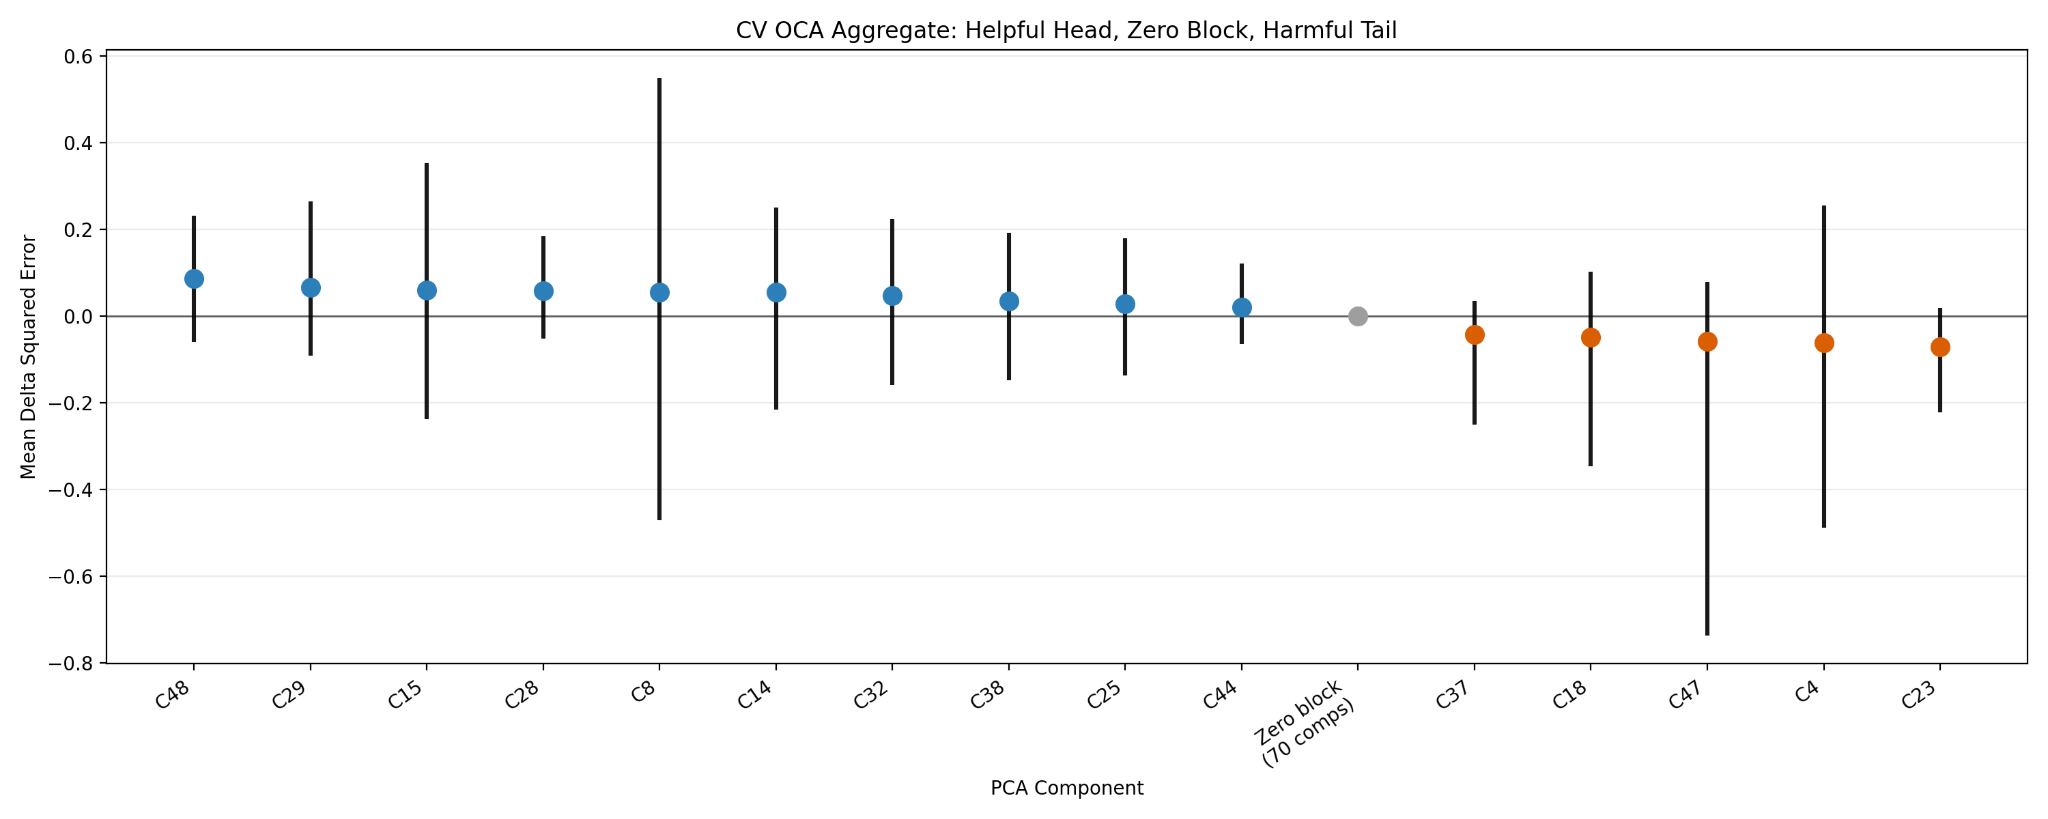 CV OCA Aggregate: Helpful Head, Zero Block, Harmful Tail
Mean Delta Squared Error
0.6
0.4
0.2
0.0
−0.2
−0.4
−0.6
−0.8
C48
C29
C15
C28
C8
C14
C32
C38
C25
C44
Zero block
(70 comps)
C37
C18
C47
C4
C23
PCA Component